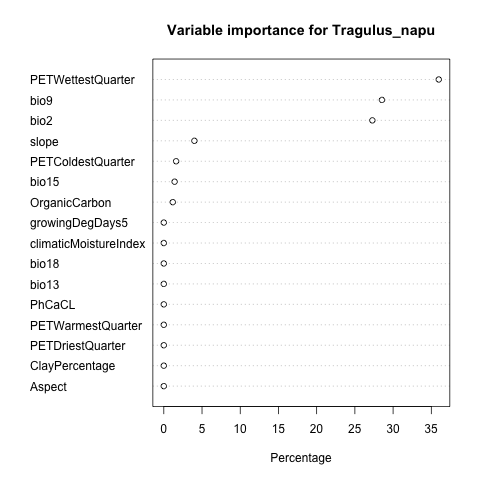 Variable importance for Tragulus_napu
PETWettestQuarter
bio9
bio2
slope
PETColdestQuarter
bio15
OrganicCarbon
growingDegDays5
climaticMoistureIndex
bio18
bio13
PhCaCL
PETWarmestQuarter
PETDriestQuarter
ClayPercentage
Aspect
0 5 10 15 20 25 30 35
Percentage